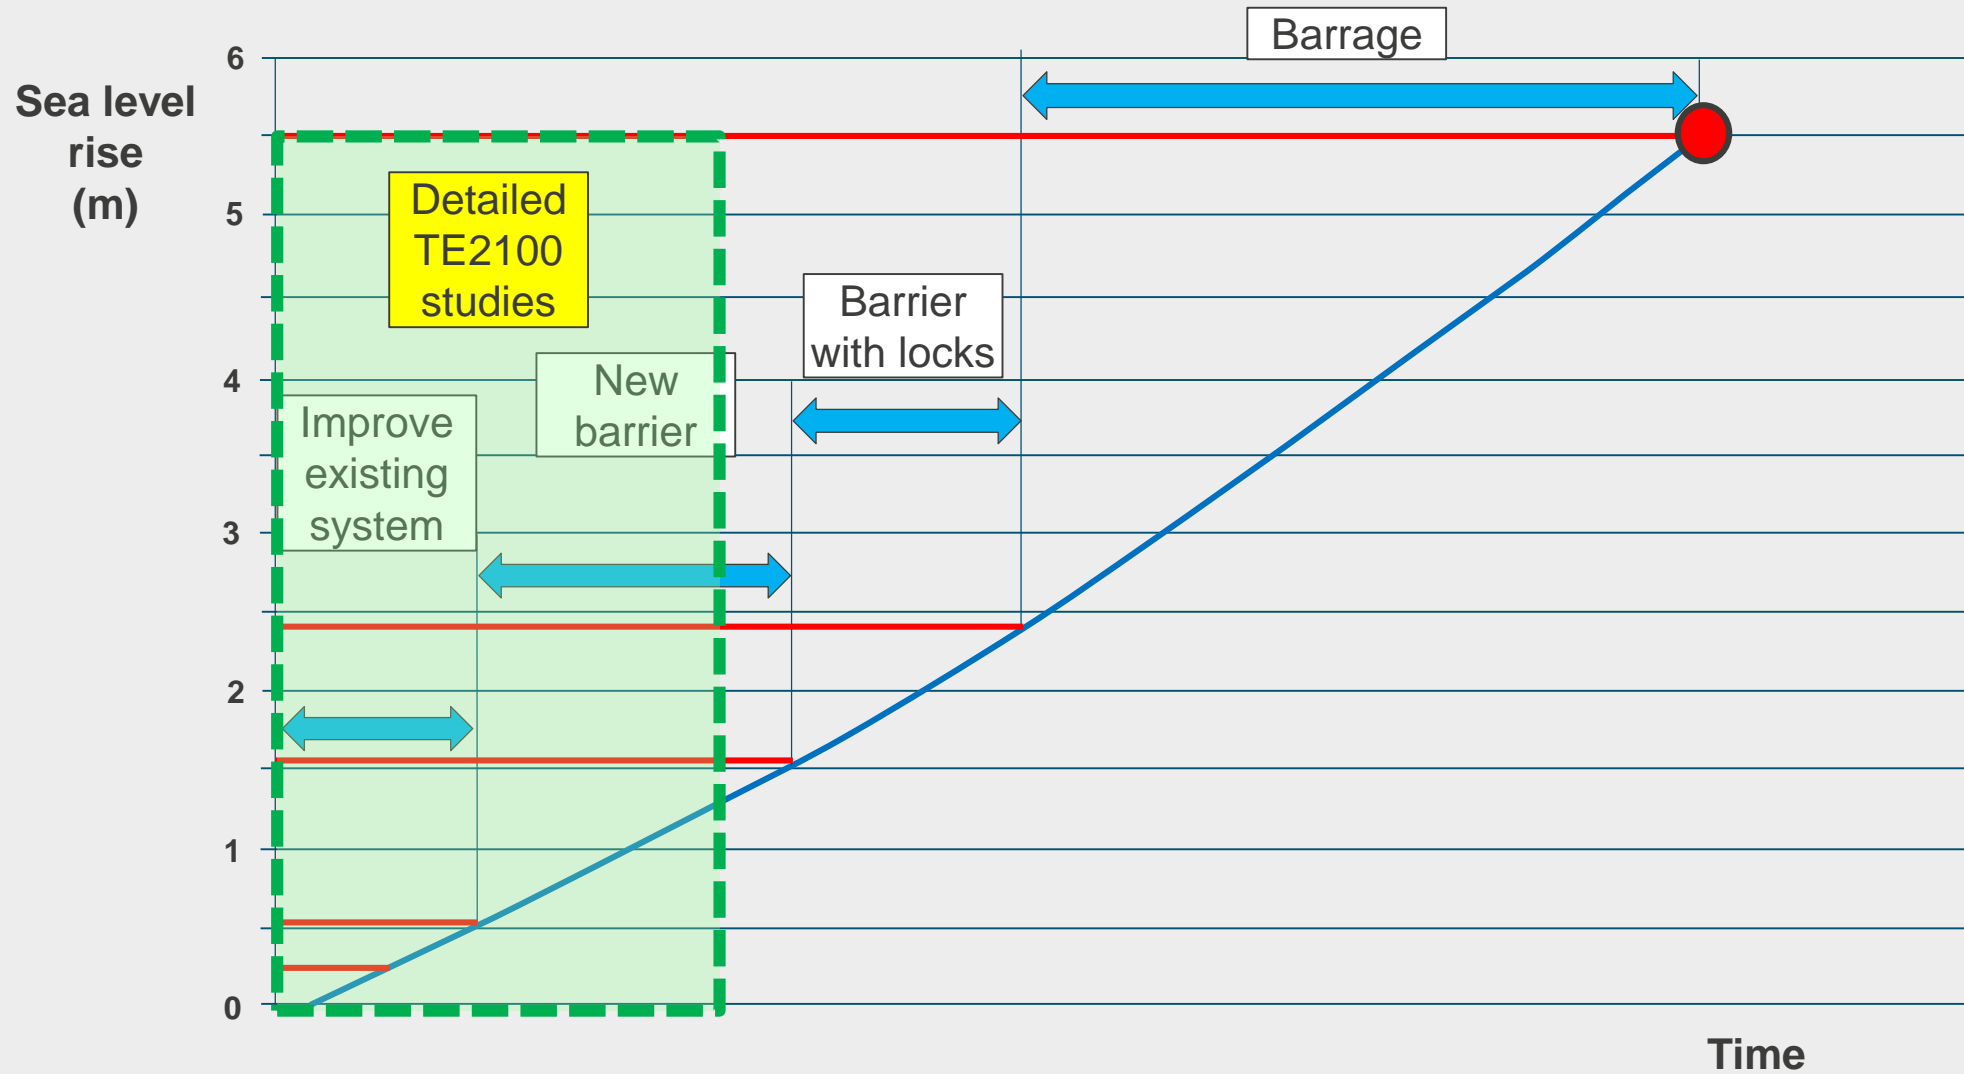 Barrage
6
Sea level
rise
(m)
Detailed
TE2100
studies
5
Barrier
with locks
4
New
barrier
Improve
existing
system
3
2
1
0
Time